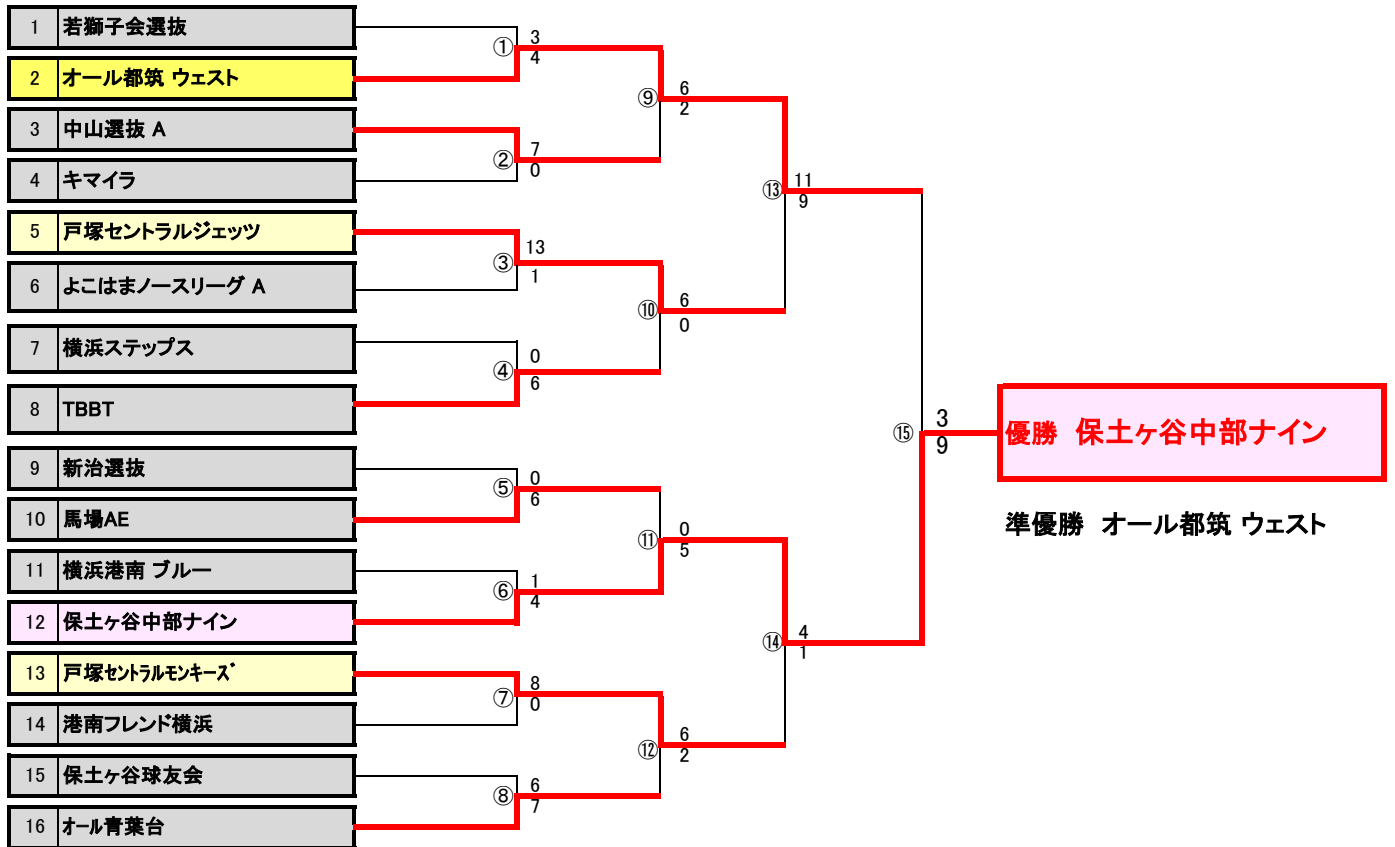 1 若獅子会選抜
① 3
4
2 オール都筑 ウェスト
⑨ 6
2
3 中山選抜 A
② 7
0
4 キマイラ
⑬ 11
9
5 戸塚セントラルジェッツ
③ 13
1
6 よこはまノースリーグ A
⑩ 6
0
7 横浜ステップス
④ 0
6
8 TBBT
⑮ 3
9
優勝 保土ヶ谷中部ナイン
準優勝 オール都筑 ウェスト
9 新治選抜
⑤ 0
6
10 馬場AE
⑪ 0
5
11 横浜港南 ブルー
⑥ 1
4
12 保土ヶ谷中部ナイン
⑭ 4
1
13 戸塚ｾﾝﾄﾗﾙﾓﾝｷｰｽﾞ
⑦ 8
0
14 港南フレンド横浜
⑫ 6
2
15 保土ヶ谷球友会
⑧ 6
7
16 ｵｰﾙ青葉台